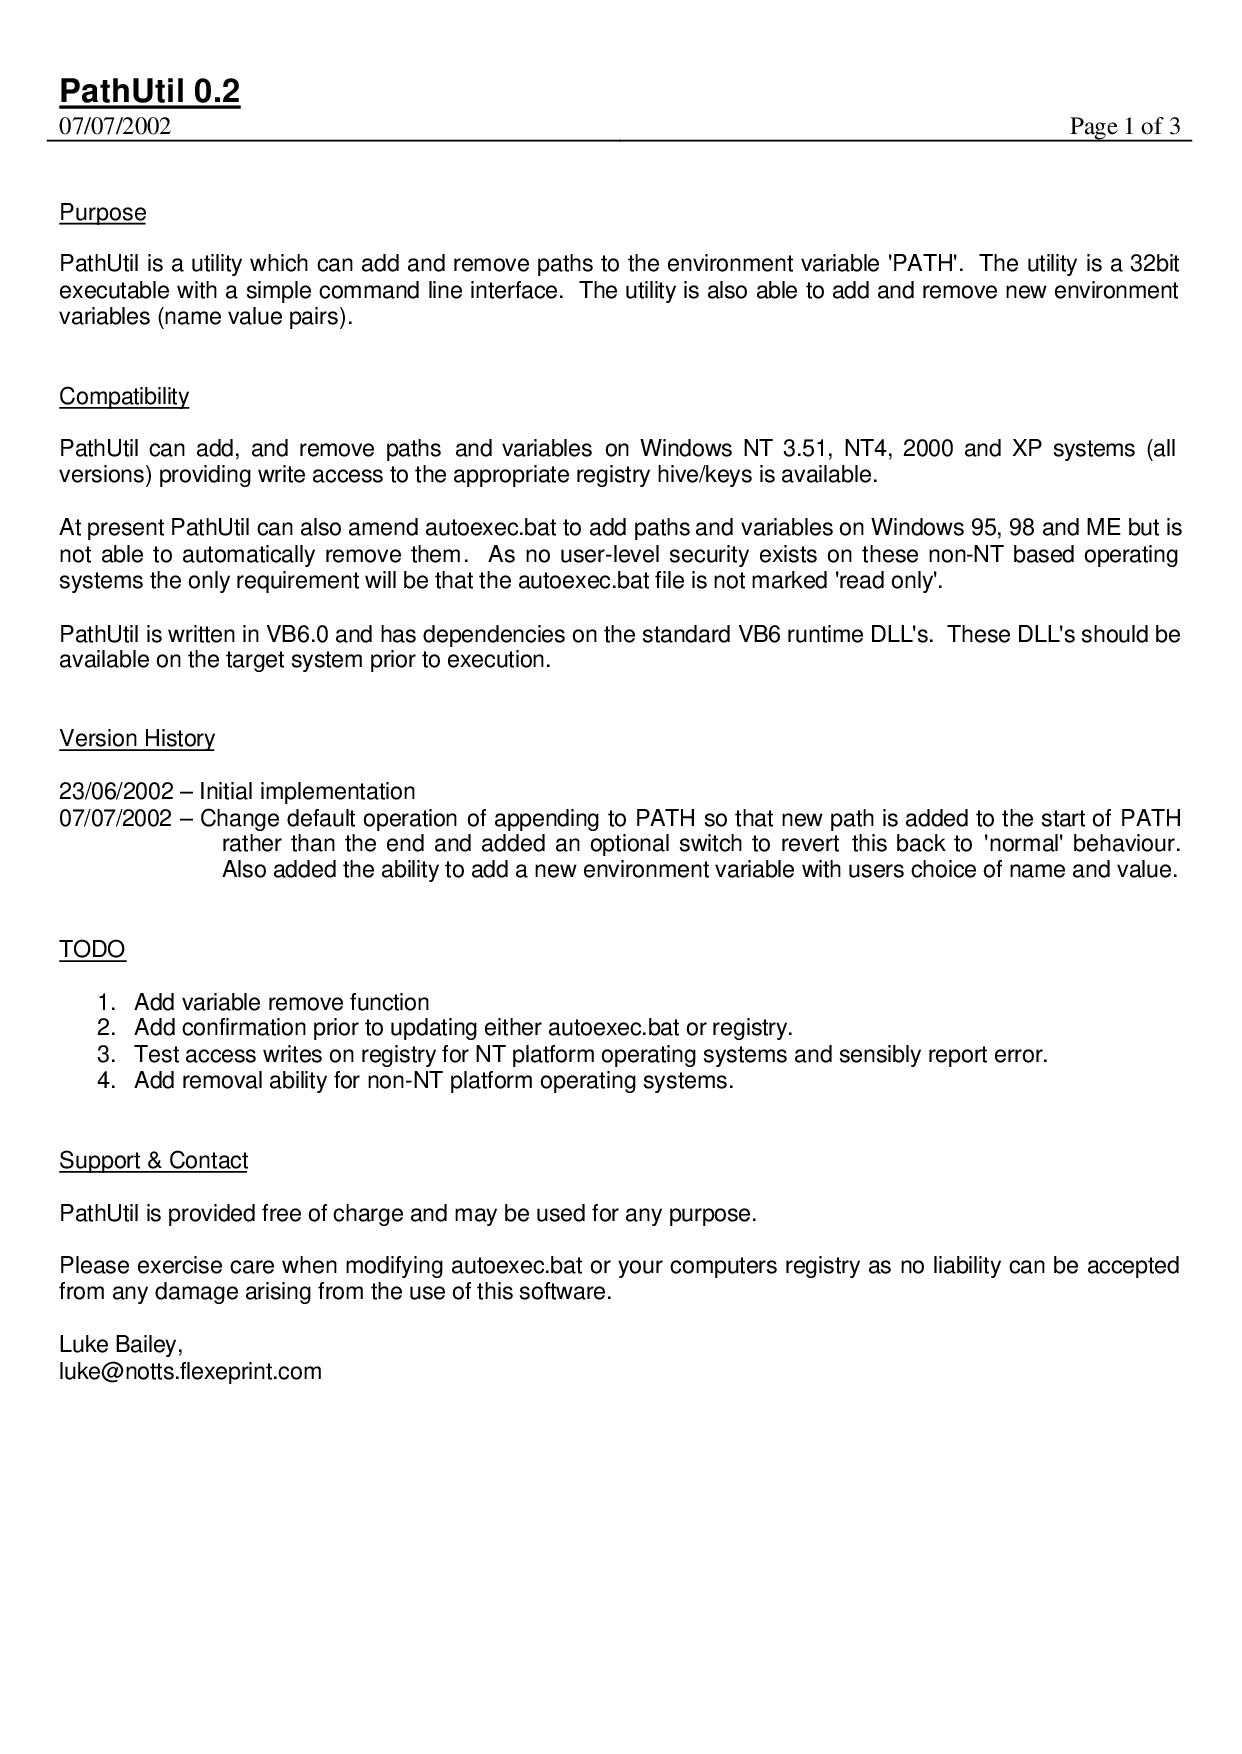 PathUtil 0.2
07/07/2002 Page 1 of 3
Purpose
PathUtil is a utility which can add and remove paths to the environment variable 'PATH'. The utility is a 32bit
executable with a simple command line interface. The utility is also able to add and remove new environment
variables (name value pairs).
Compatibility
PathUtil can add, and remove paths and variables on Windows NT 3.51, NT4, 2000 and XP systems (all
versions) providing write access to the appropriate registry hive/keys is available.
At present PathUtil can also amend autoexec.bat to add paths and variables on Windows 95, 98 and ME but is
not able to automatically remove them. As no user-level security exists on these non-NT based operating
systems the only requirement will be that the autoexec.bat file is not marked 'read only'.
PathUtil is written in VB6.0 and has dependencies on the standard VB6 runtime DLL's. These DLL's should be
available on the target system prior to execution.
Version History
23/06/2002 – Initial implementation
07/07/2002 – Change default operation of appending to PATH so that new path is added to the start of PATH
rather than the end and added an optional switch to revert this back to 'normal' behaviour.
Also added the ability to add a new environment variable with users choice of name and value.
TODO
1. Add variable remove function
2. Add confirmation prior to updating either autoexec.bat or registry.
3. Test access writes on registry for NT platform operating systems and sensibly report error.
4. Add removal ability for non-NT platform operating systems.
Support & Contact
PathUtil is provided free of charge and may be used for any purpose.
Please exercise care when modifying autoexec.bat or your computers registry as no liability can be accepted
from any damage arising from the use of this software.
Luke Bailey,
luke@notts.flexeprint.com